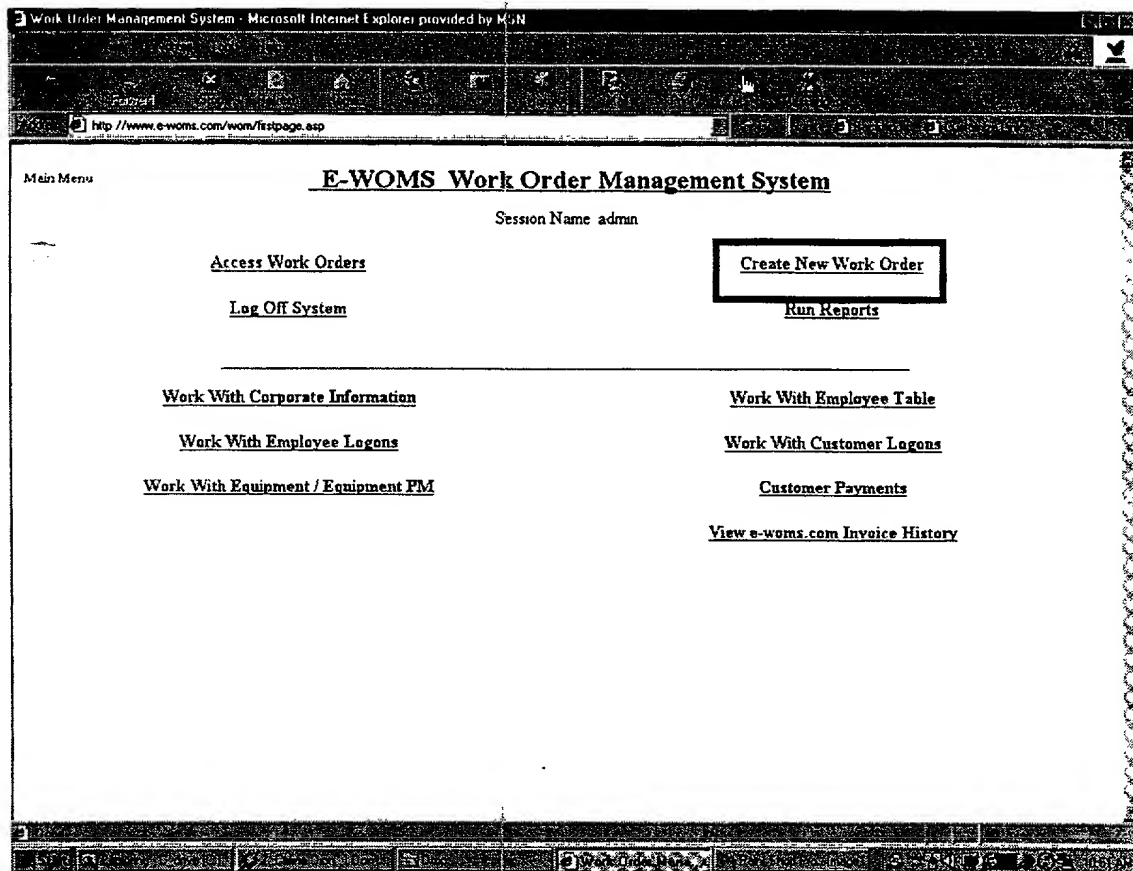 Work Order Management System - Microsoft Internet Explorer provided by MSN
Forward
http //www.e-woms.com/wom/firstpage.asp
Main Menu
E-WOMS Work Order Management System
Session Name admin
Access Work Orders
Create New Work Order
Log Off System
Run Reports
Work With Corporate Information
Work With Employee Table
Work With Employee Logons
Work With Customer Logons
Work With Equipment / Equipment PM
Customer Payments
View e-woms.com Invoice History